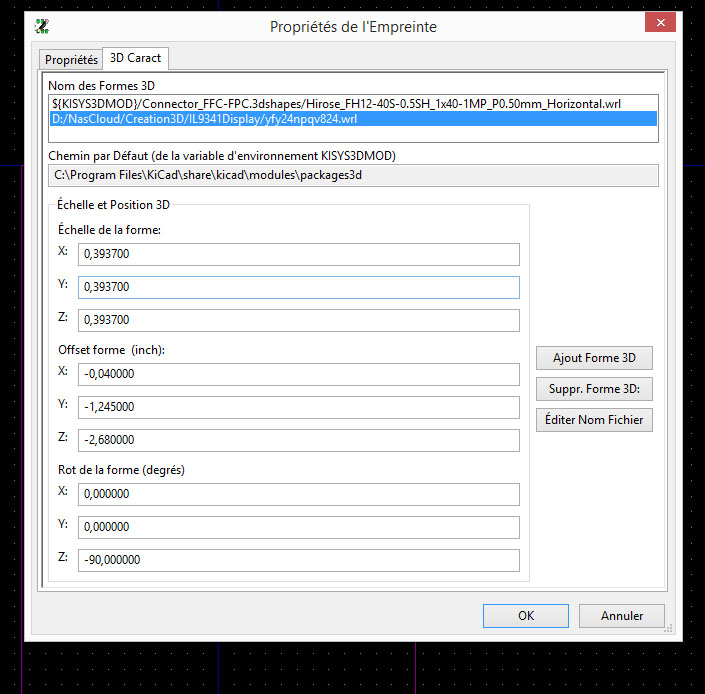 Propriétés de l'Empreinte
Propriétés
3D Caract
Nom des Formes 3D
${KISYS3DMOD}/Connector_FFC-FPC.3dshapes/Hirose_FH12-40S-0.5SH_1x40-1MP_P0.50mm_Horizontal.wrl
D:/NasCloud/Creation3D/IL9341Display/yfy24npqv824.wrl
Chemin par Défaut (de la variable d'environnement KISYS3DMOD)
C:\Program Files\KiCad\share\kicad\modules\packages3d
Échelle et Position 3D
Échelle de la forme:
X: 0,393700
Y: 0,393700
Z: 0,393700
Offset forme (inch):
X: -0,040000
Y: -1,245000
Z: -2,680000
Rot de la forme (degrés)
X: 0,000000
Y: 0,000000
Z: -90,000000
Ajout Forme 3D
Suppr. Forme 3D:
Éditer Nom Fichier
OK
Annuler